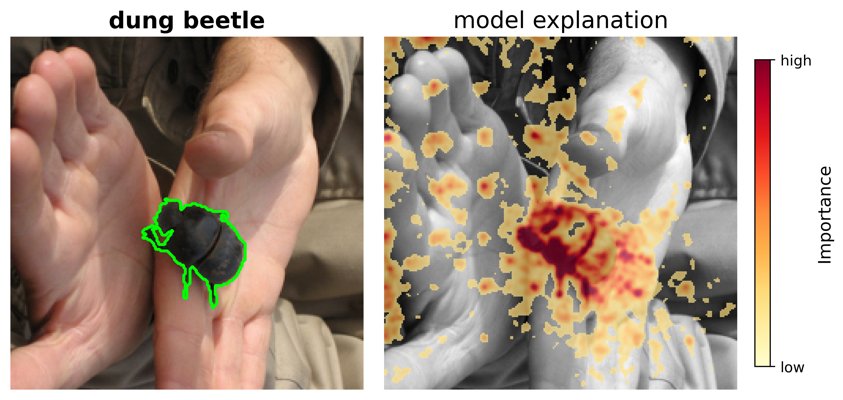 dung beetle
model explanation
high
Importance
low